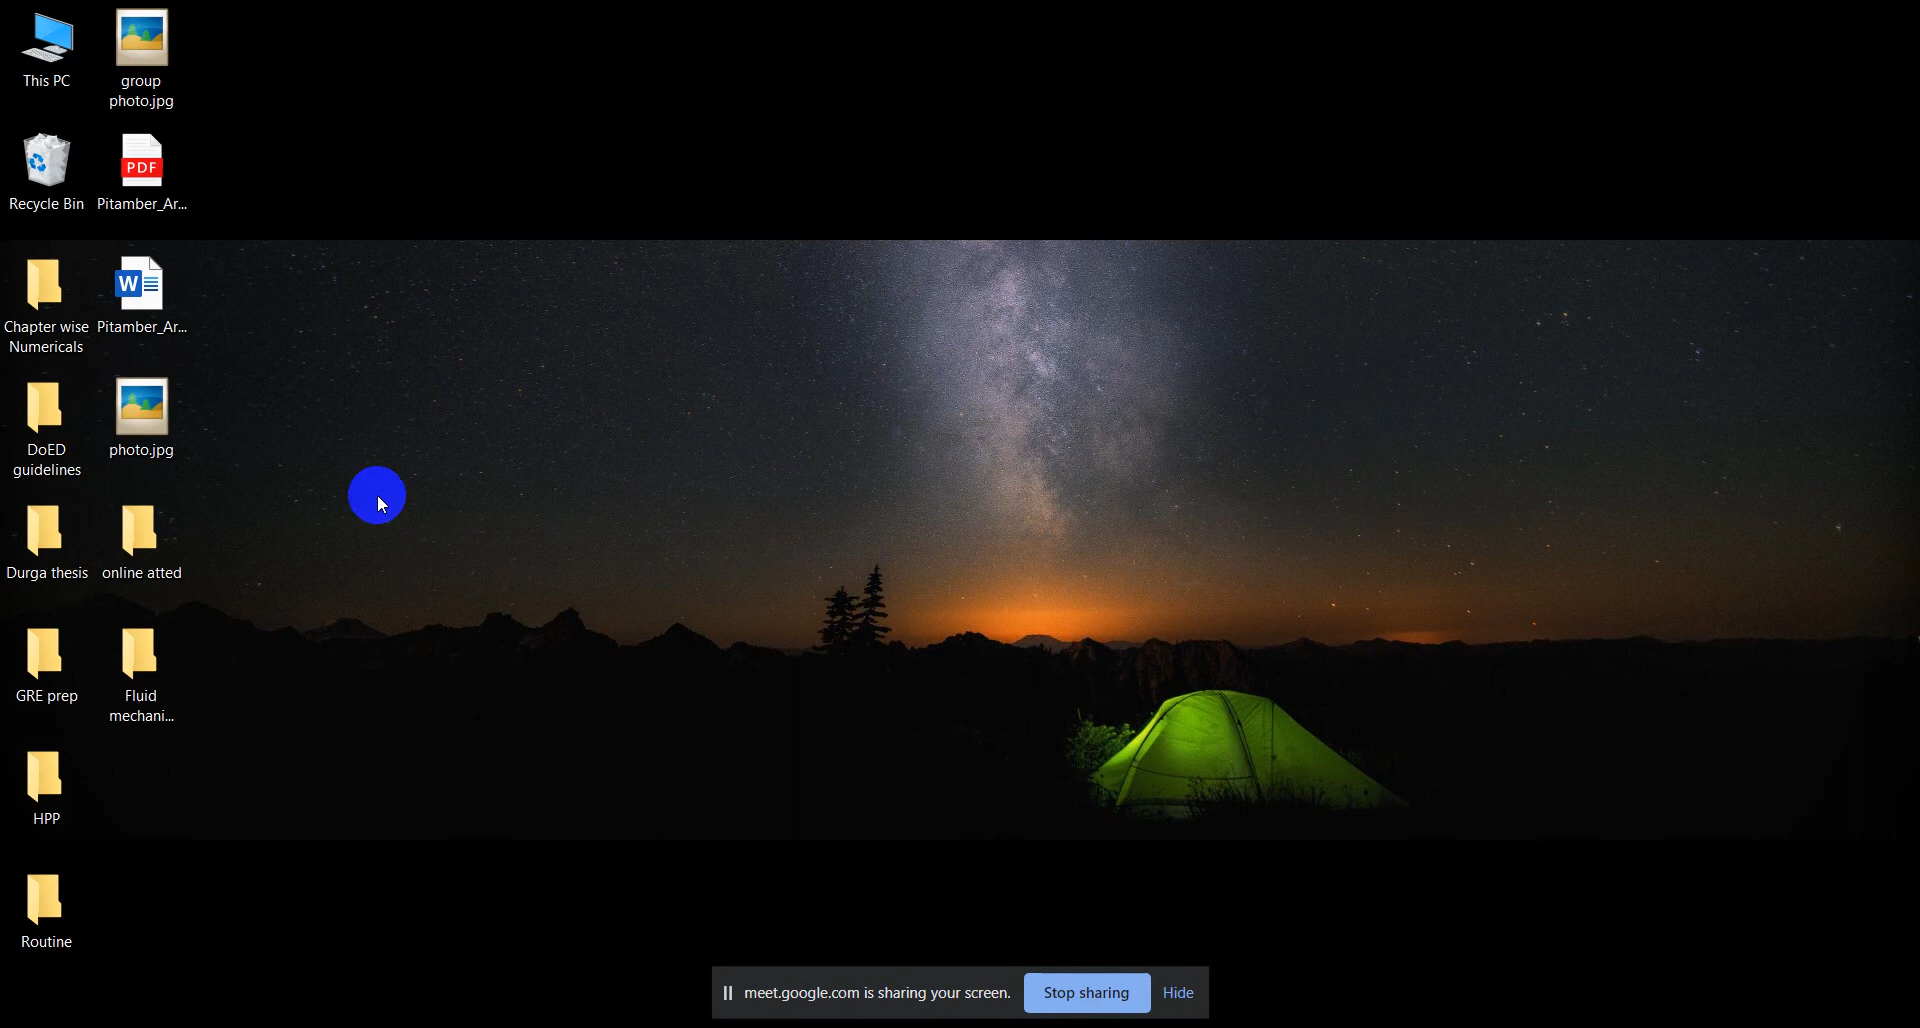 This PC
group
photo.jpg
Recycle Bin
PDF
Pitamber_Ar...
Chapter wise
Numericals
W
Pitamber_Ar...
DoED
guidelines
photo.jpg
Durga thesis
online atted
GRE prep
Fluid
mechani...
HPP
Routine
meet.google.com is sharing your screen.
Stop sharing
Hide